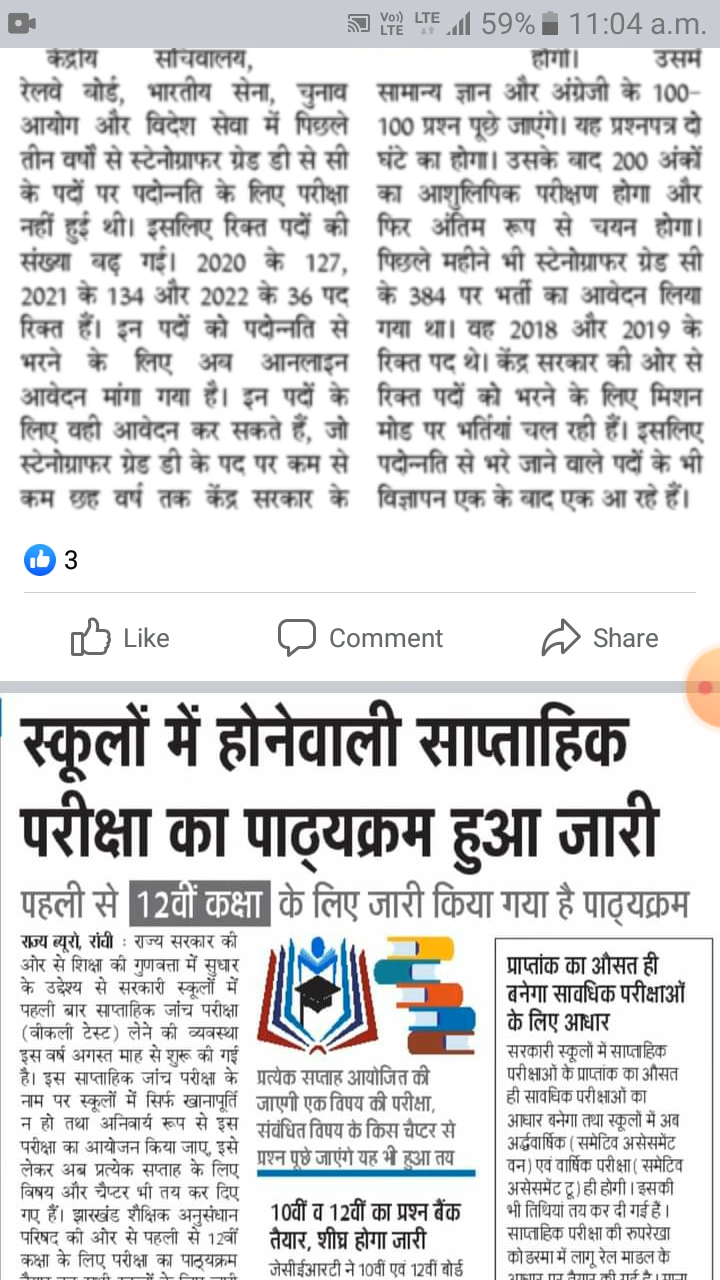 Vo))
LTE
LTE
59%
11:04 a.m.
केंद्रीय सचिवालय,
रेलवे बोर्ड, भारतीय सेना, चुनाव
आयोग और विदेश सेवा में पिछले
तीन वर्षों से स्टेनोग्राफर ग्रेड डी से सी
के पदों पर पदोन्नति के लिए परीक्षा
नहीं हुई थी। इसलिए रिक्त पदों की
संख्या बढ़ गई। 2020 के 127,
2021 के 134 और 2022 के 36 पद
रिक्त हैं। इन पदों को पदोन्नति से
भरने के लिए अब आनलाइन
आवेदन मांगा गया है। इन पदों के
लिए वही आवेदन कर सकते हैं, जो
स्टेनोग्राफर ग्रेड डी के पद पर कम से
कम छह वर्ष तक केंद्र सरकार के
होगी। उसमें
सामान्य ज्ञान और अंग्रेजी के 100-
100 प्रश्न पूछे जाएंगे। यह प्रश्नपत्र दो
घंटे का होगा। उसके बाद 200 अंकों
का आशुलिपिक परीक्षण होगा और
फिर अंतिम रूप से चयन होगा।
पिछले महीने भी स्टेनोग्राफर ग्रेड सी
के 384 पर भर्ती का आवेदन लिया
गया था। वह 2018 और 2019 के
रिक्त पद थे। केंद्र सरकार की ओर से
रिक्त पदों को भरने के लिए मिशन
मोड पर भर्तियां चल रही हैं। इसलिए
पदोन्नति से भरे जाने वाले पदों के भी
विज्ञापन एक के बाद एक आ रहे हैं।
3
Like
Comment
Share
स्कूलों में होनेवाली साप्ताहिक
परीक्षा का पाठ्यक्रम हुआ जारी
पहली से 12वीं कक्षा के लिए जारी किया गया है पाठ्यक्रम
राज्य ब्यूरो, रांची : राज्य सरकार की
ओर से शिक्षा की गुणवत्ता में सुधार
के उद्देश्य से सरकारी स्कूलों में
पहली बार साप्ताहिक जांच परीक्षा
(वीकली टेस्ट) लेने की व्यवस्था
इस वर्ष अगस्त माह से शुरू की गई
है। इस साप्ताहिक जांच परीक्षा के
नाम पर स्कूलों में सिर्फ खानापूर्ति
न हो तथा अनिवार्य रूप से इस
परीक्षा का आयोजन किया जाए, इसे
लेकर अब प्रत्येक सप्ताह के लिए
विषय और चैप्टर भी तय कर दिए
गए हैं। झारखंड शैक्षिक अनुसंधान
परिषद की ओर से पहली से 12वीं
कक्षा के लिए परीक्षा का पाठ्यक्रम
प्रत्येक सप्ताह आयोजित की
जाएगी एक विषय की परीक्षा,
संबंधित विषय के किस चैप्टर से
प्रश्न पूछे जाएंगे यह भी हुआ तय
10वीं व 12वीं का प्रश्न बैंक
तैयार, शीघ्र होगा जारी
जेसीईआरटी ने 10वीं एवं 12वीं बोर्ड
प्राप्तांक का औसत ही
बनेगा सावधिक परीक्षाओं
के लिए आधार
सरकारी स्कूलों में साप्ताहिक
परीक्षाओं के प्राप्तांक का औसत
ही सावधिक परीक्षाओं का
आधार बनेगा तथा स्कूलों में अब
अर्द्धवार्षिक (समेटिव असेसमेंट
वन) एवं वार्षिक परीक्षा (समेटिव
असेसमेंट टू) ही होगी। इसकी
भी तिथियां तय कर दी गई हैं।
साप्ताहिक परीक्षा की रुपरेखा
कोडरमा में लागू रेल माडल के